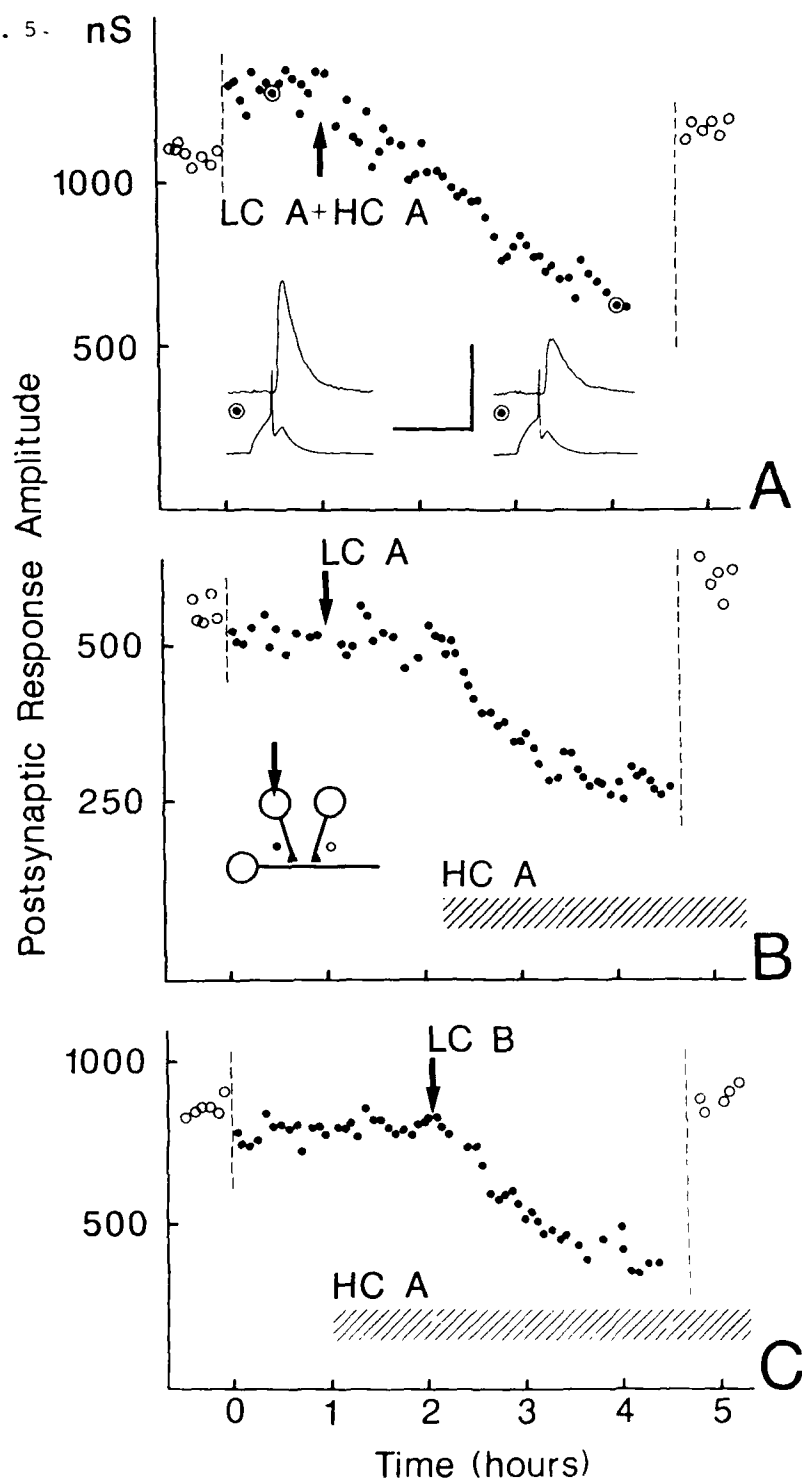 . 5-
nS
1000
LC A+HC A
500
A
Postsynaptic Response Amplitude
LC A
500
250
HC A
B
LC B
1000
500
HC A
C
0 1 2 3 4 5
Time (hours)